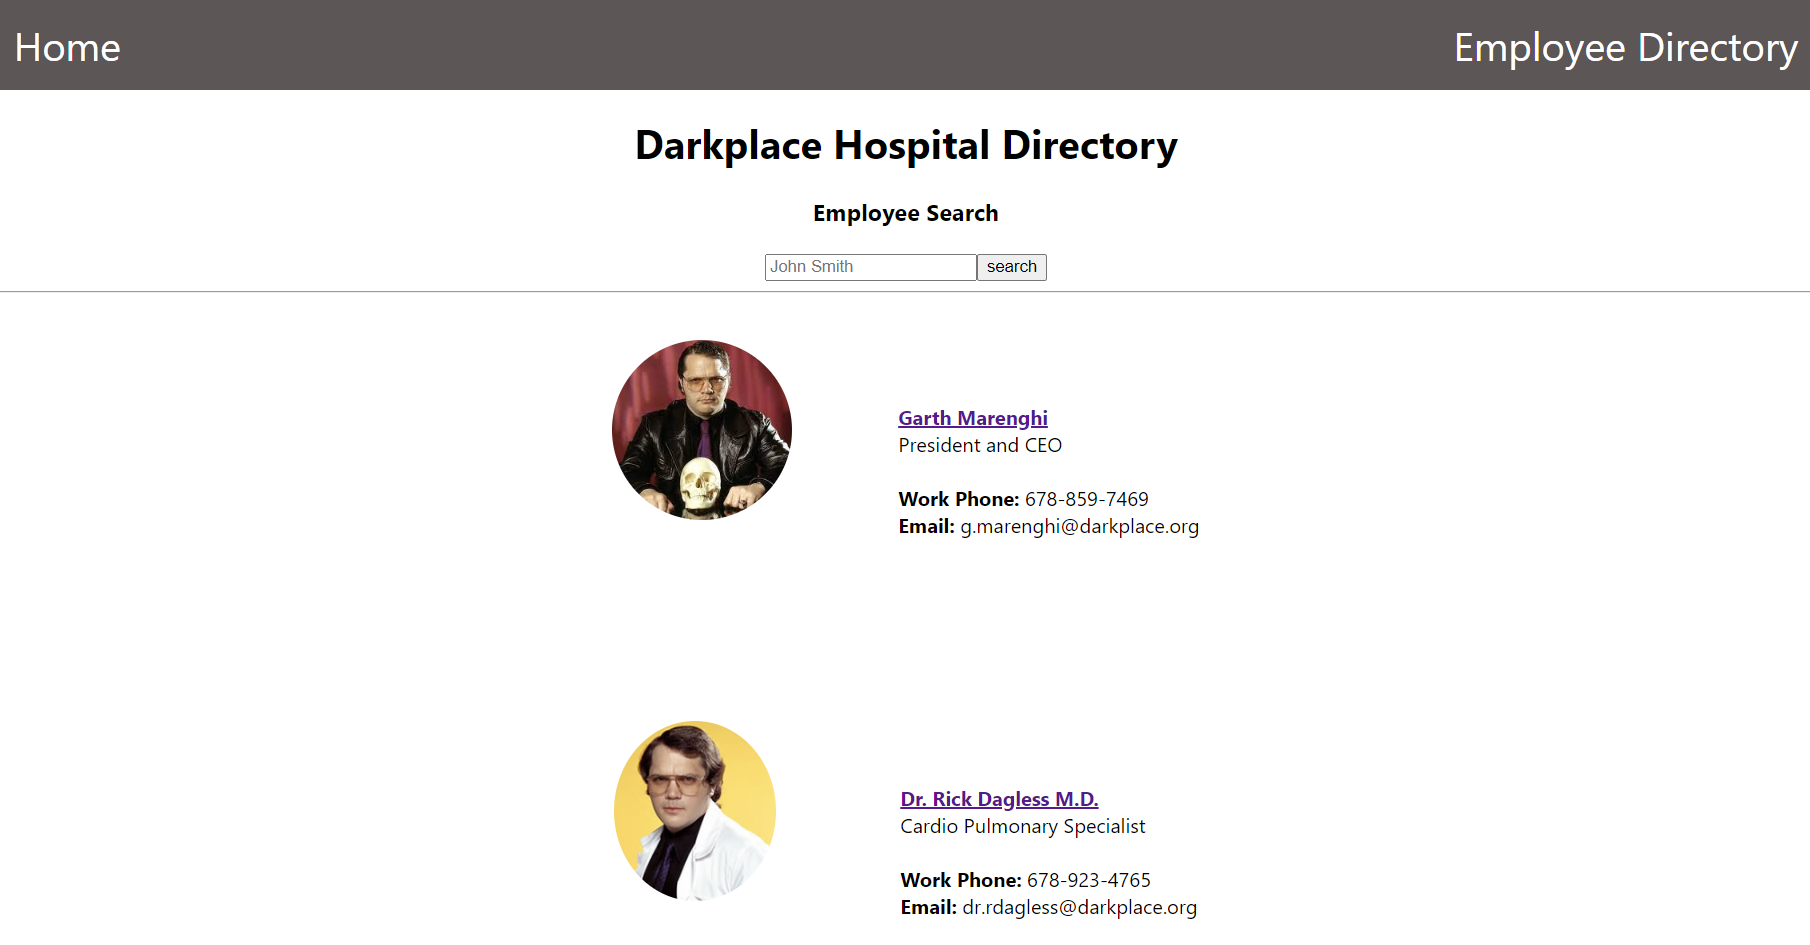 Home
Employee Directory
Darkplace Hospital Directory
Employee Search
John Smith
search
Garth Marenghi
President and CEO
Work Phone: 678-859-7469
Email: g.marenghi@darkplace.org
Dr. Rick Dagless M.D.
Cardio Pulmonary Specialist
Work Phone: 678-923-4765
Email: dr.rdagless@darkplace.org